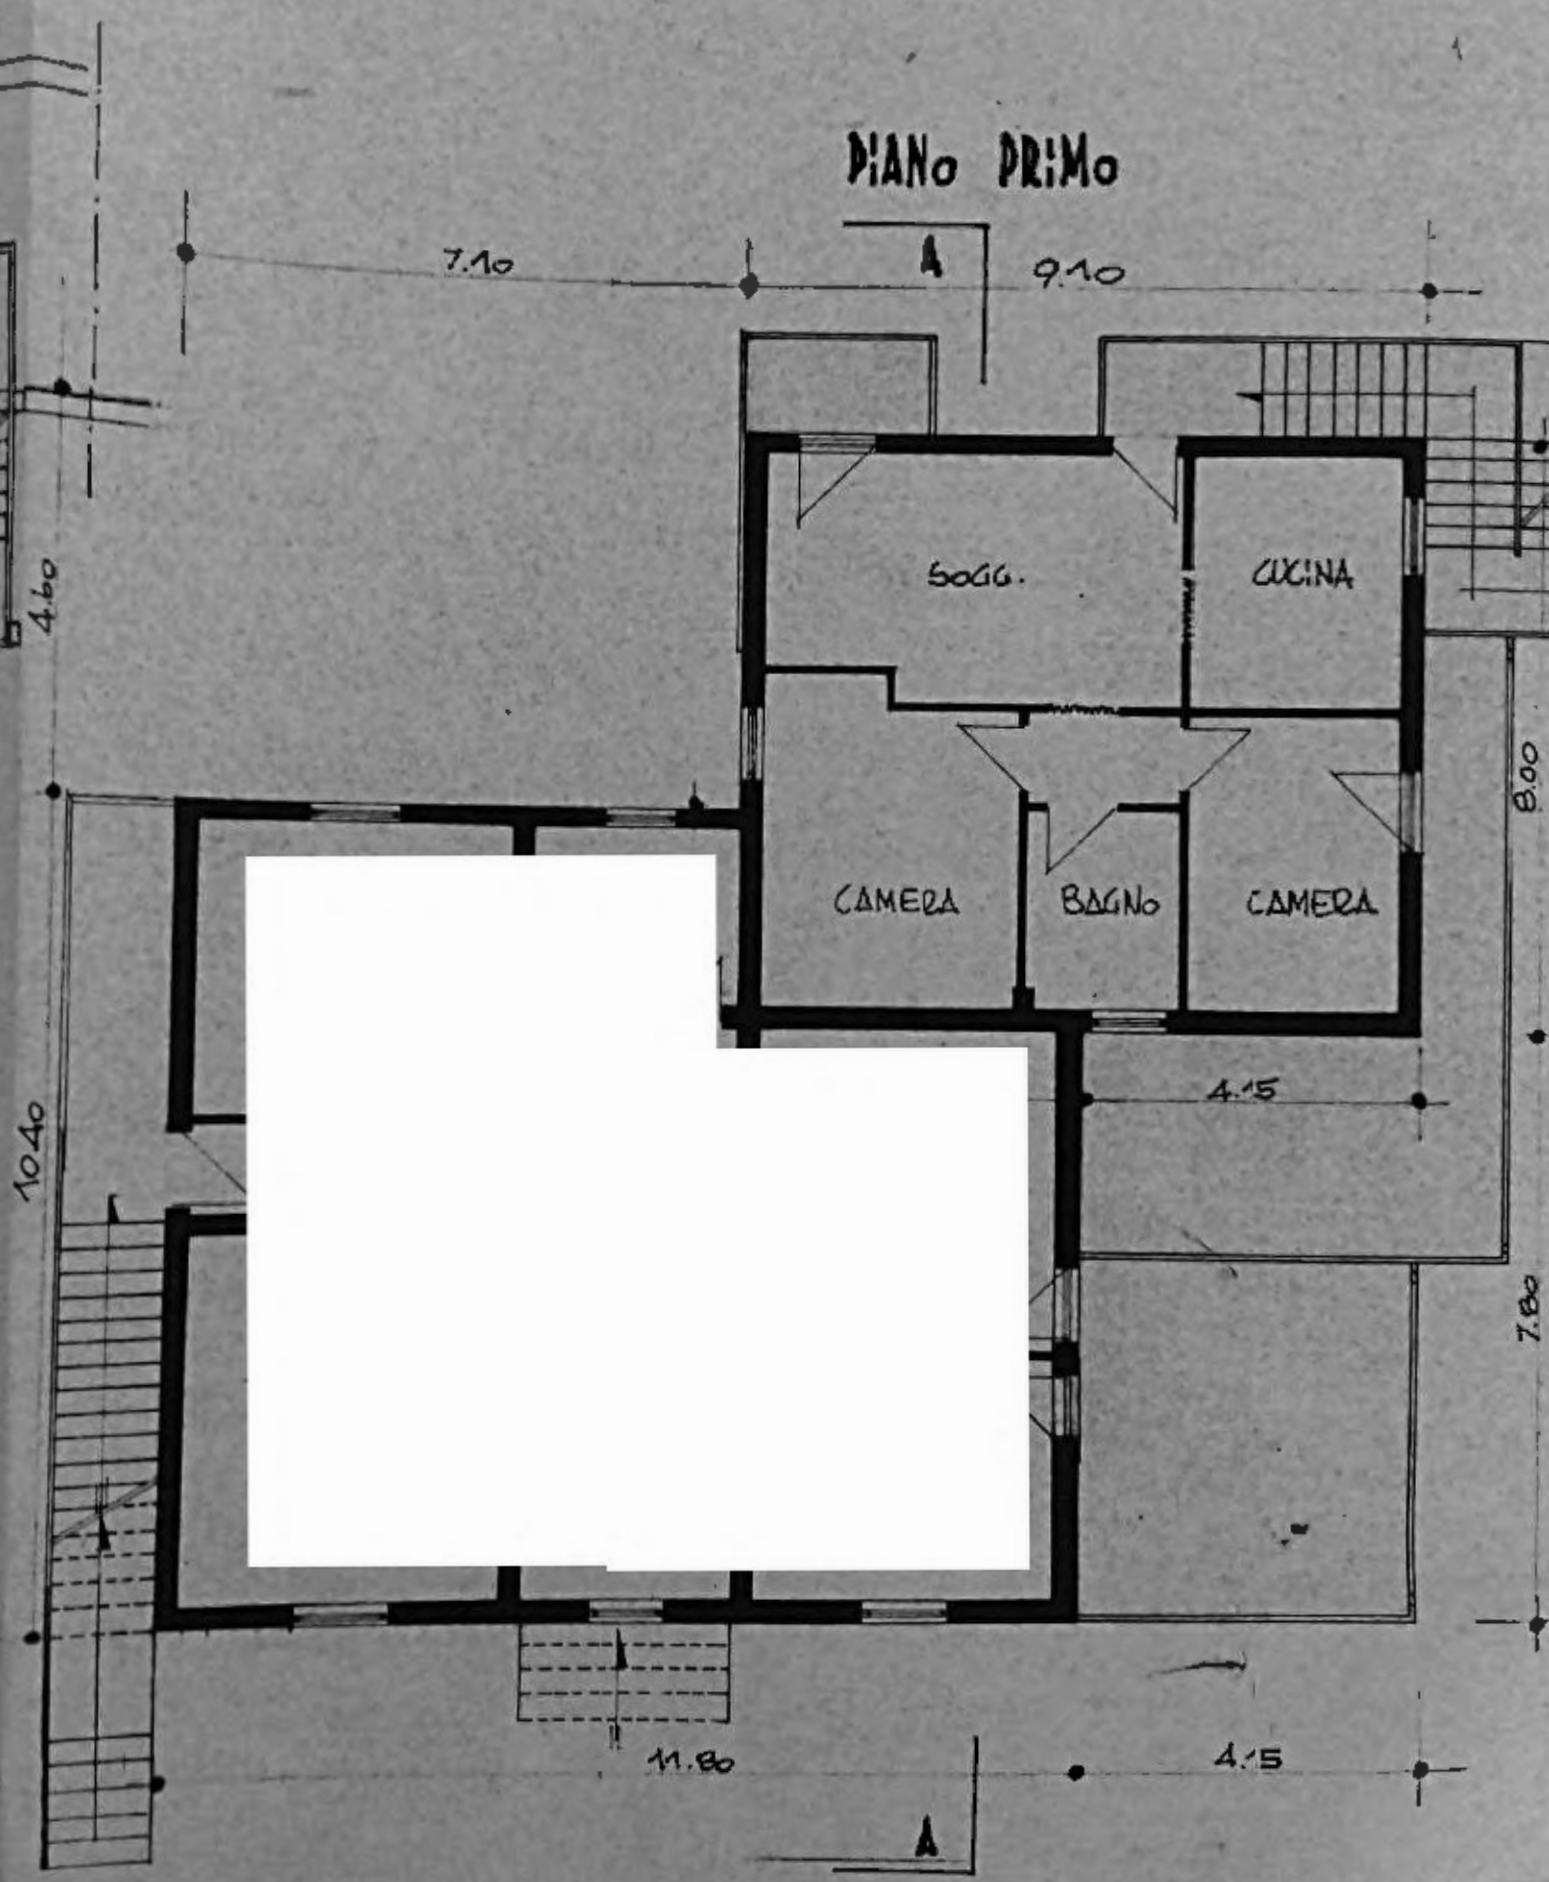 PIANO PRIMO
A
7.10
9.10
4.60
SOGG.
CUCINA
8.00
CAMERA
BAGNO
CAMERA
4.15
10.40
7.80
11.80
4.15
A